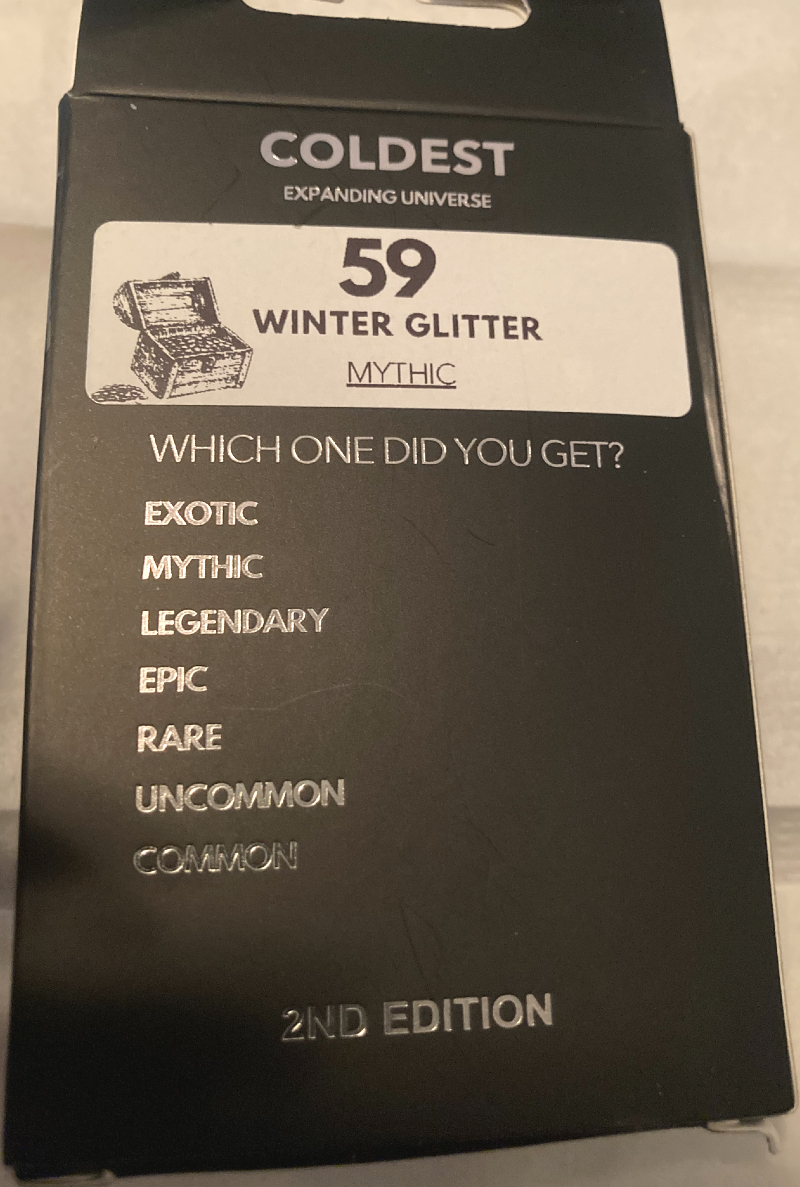 COLDEST
EXPANDING UNIVERSE
59
WINTER GLITTER
MYTHIC
WHICH ONE DID YOU GET?
EXOTIC
MYTHIC
LEGENDARY
EPIC
RARE
UNCOMMON
COMMON
2ND EDITION